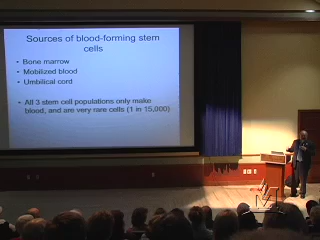 Sources of blood-forming stem
cells
• Bone marrow
• Mobilized blood
• Umbilical cord
• All 3 stem cell populations only make
blood, and are very rare cells (1 in 15,000)